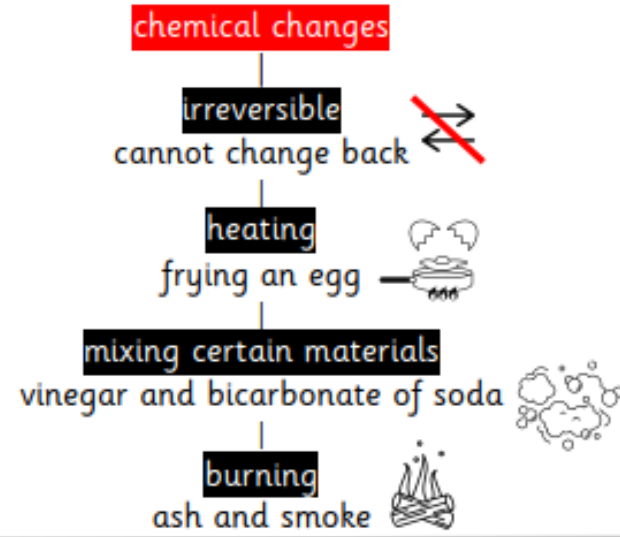 chemical changes
irreversible
cannot change back
heating
frying an egg
mixing certain materials
vinegar and bicarbonate of soda
burning
ash and smoke